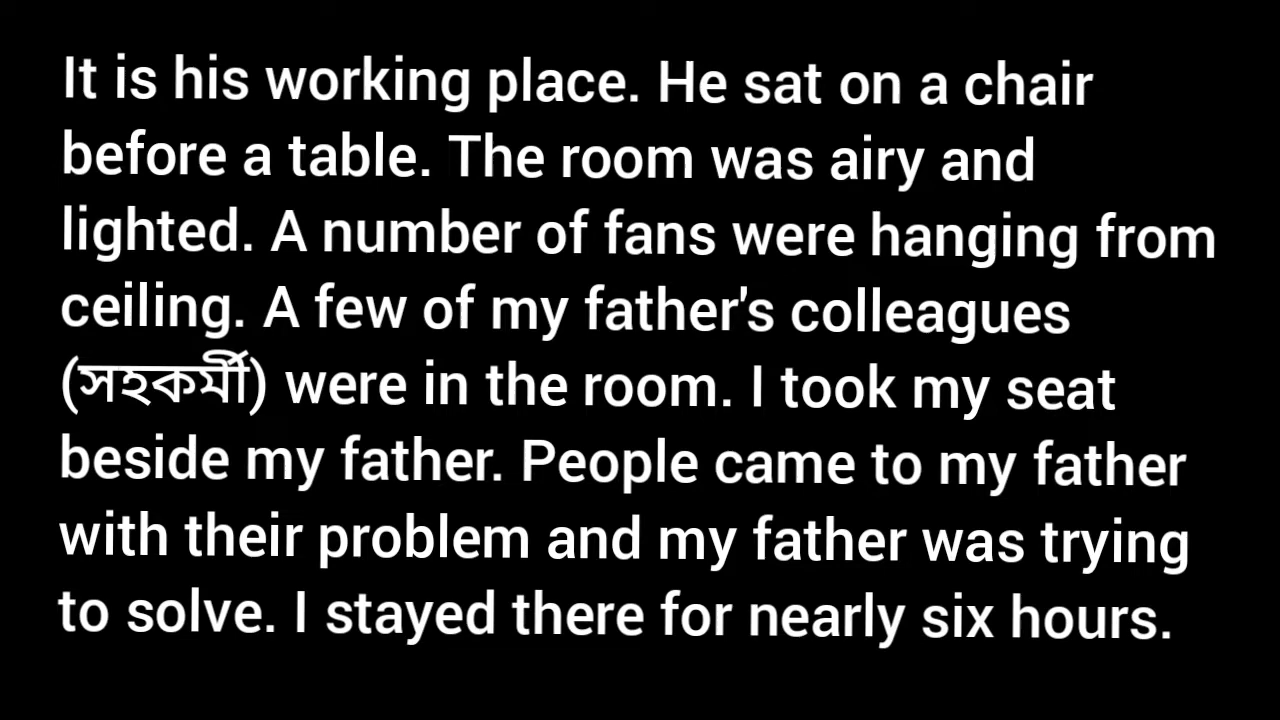 It is his working place. He sat on a chair
before a table. The room was airy and
lighted. A number of fans were hanging from
ceiling. A few of my father's colleagues
(সহকর্মী) were in the room. I took my seat
beside my father. People came to my father
with their problem and my father was trying
to solve. I stayed there for nearly six hours.